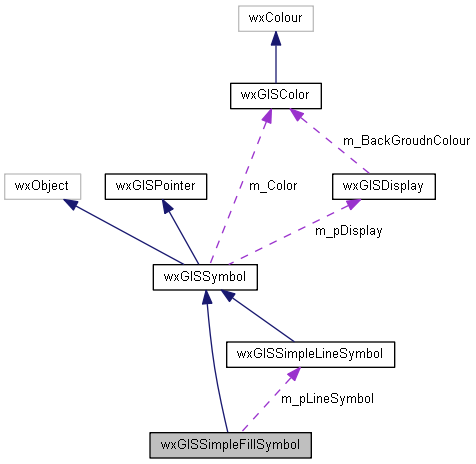 wxColour
wxGISColor
m_BackGroudnColour
wxObject
wxGISPointer
m_Color
wxGISDisplay
m_pDisplay
wxGISSymbol
wxGISSimpleLineSymbol
m_pLineSymbol
wxGISSimpleFillSymbol